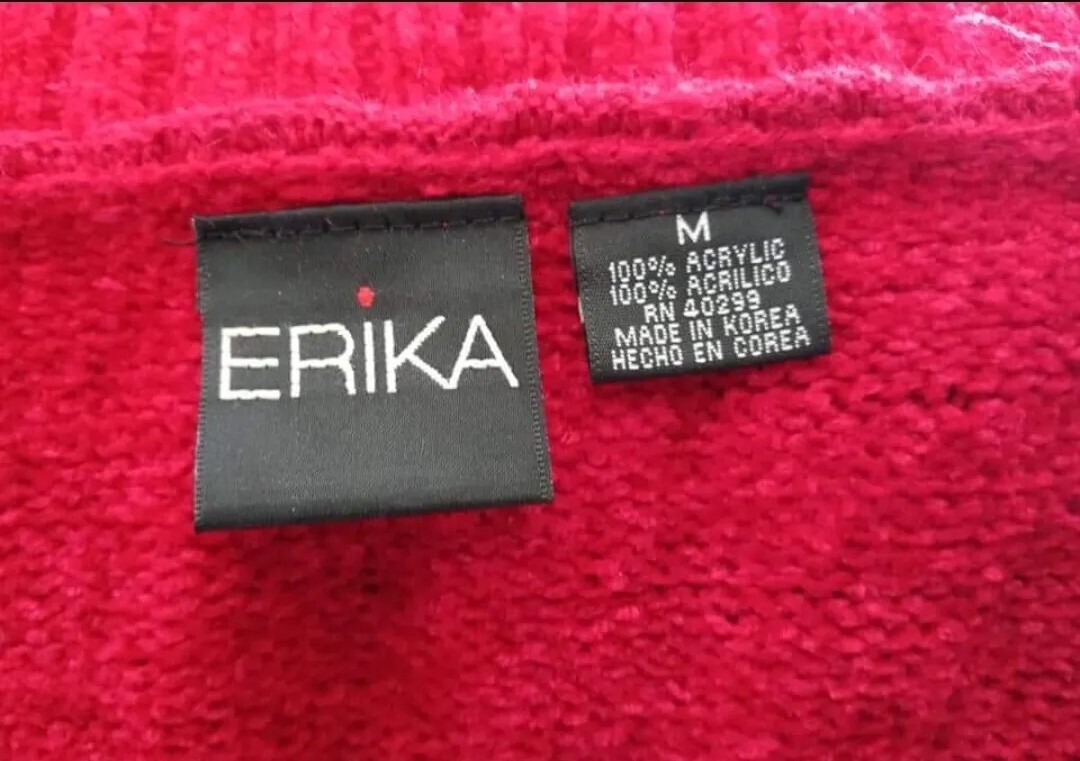 ERiKA
M
100% ACRYLIC
100% ACRILICO
RN 40299
MADE IN KOREA
HECHO EN COREA